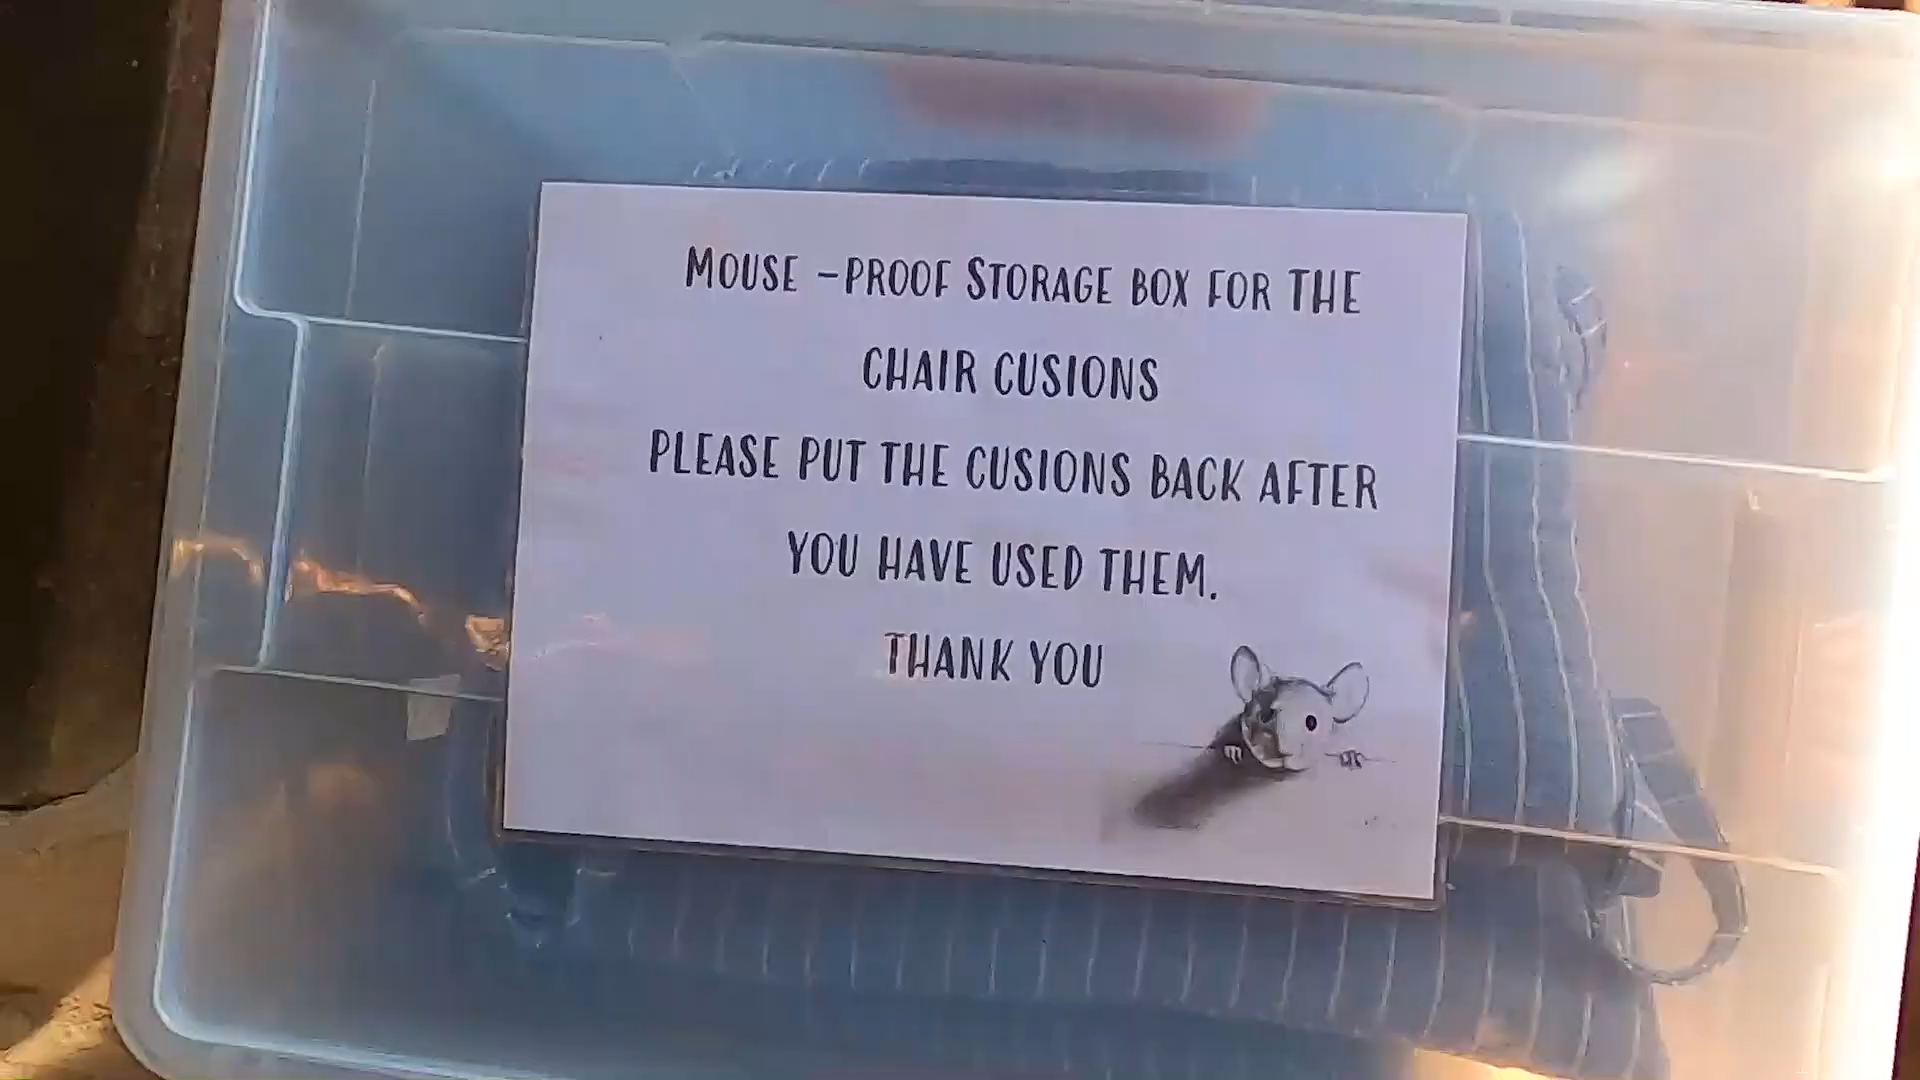 MOUSE -PROOF STORAGE BOX FOR THE
CHAIR CUSIONS
PLEASE PUT THE CUSIONS BACK AFTER
YOU HAVE USED THEM.
THANK YOU